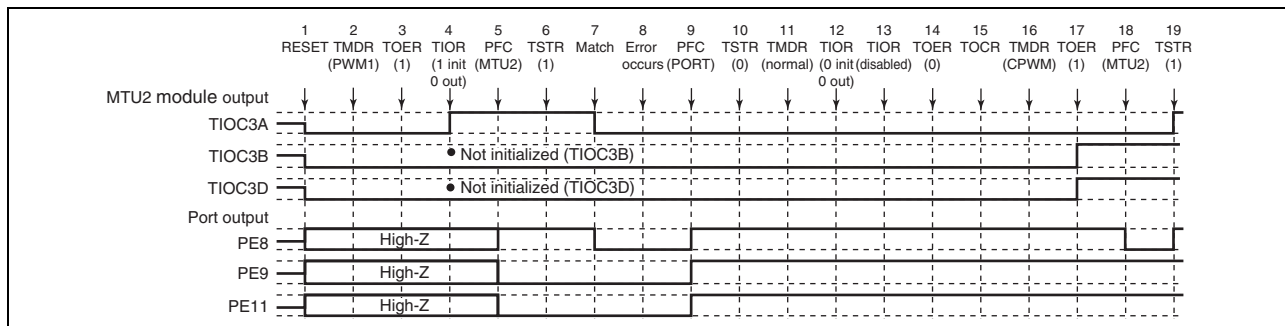 1 2 3 4 5 6 7 8 9 10 11 12 13 14 15 16 17 18 19
RESET TMDR TOER TIOR PFC TSTR Match Error PFC TSTR TMDR TIOR TIOR TOER TOCR TMDR TOER PFC TSTR
(PWM1) (1) (1 init (MTU2) (1) occurs (PORT) (0) (normal) (0 init (disabled) (0) (CPWM) (1) (MTU2) (1)
0 out) 0 out)
MTU2 module output
TIOC3A
TIOC3B • Not initialized (TIOC3B)
TIOC3D • Not initialized (TIOC3D)
Port output
PE8 High-Z
PE9 High-Z
PE11 High-Z